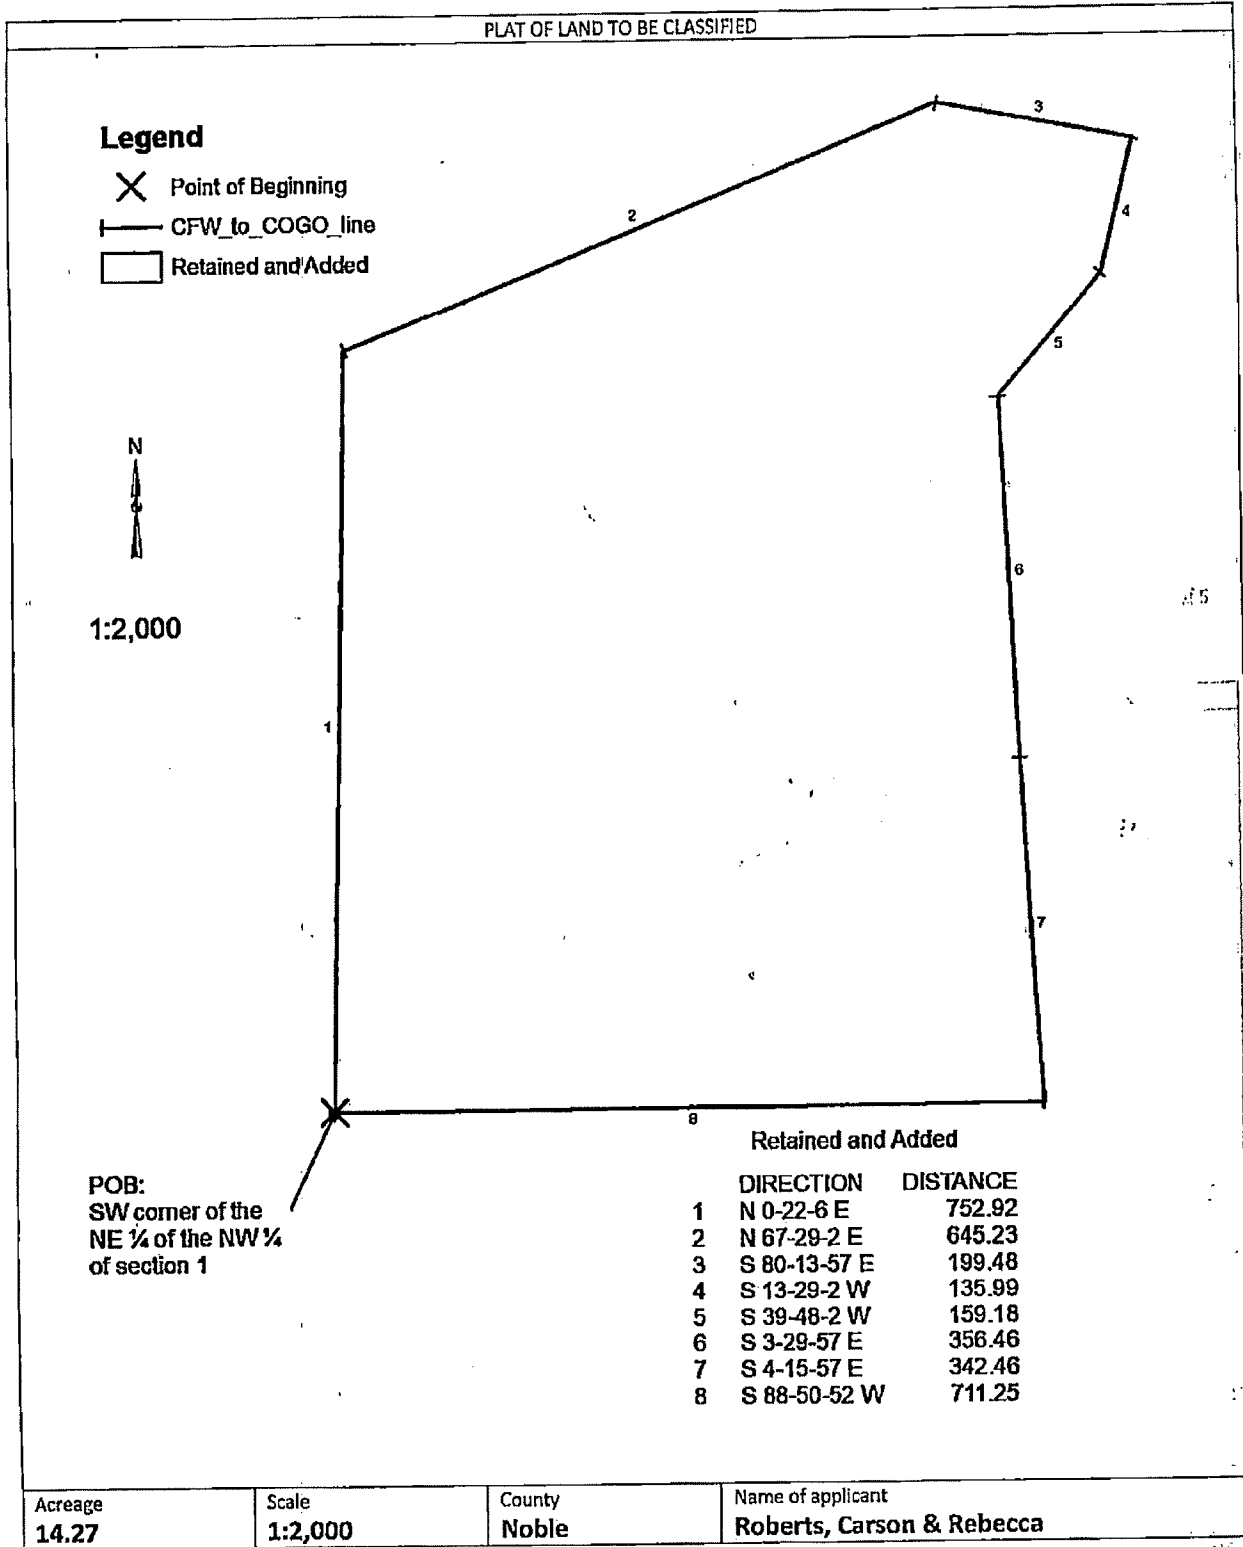 PLAT OF LAND TO BE CLASSIFIED
Legend
Point of Beginning
CFW_to_COGO_line
Retained and Added
N
1:2,000
1
2
3
4
5
6
7
8
POB:
SW corner of the
NE ¼ of the NW ¼
of section 1
Retained and Added
DIRECTION DISTANCE
1 N 0-22-6 E 752.92
2 N 67-29-2 E 645.23
3 S 80-13-57 E 199.48
4 S 13-29-2 W 135.99
5 S 39-48-2 W 159.18
6 S 3-29-57 E 356.46
7 S 4-15-57 E 342.46
8 S 88-50-52 W 711.25
Acreage Scale County Name of applicant
14.27 1:2,000 Noble Roberts, Carson & Rebecca